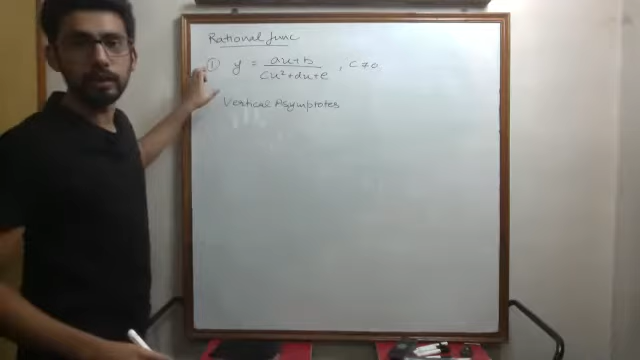 Rational func
① y = ax+b / cx²+dx+e , c≠0
Vertical Asymptotes